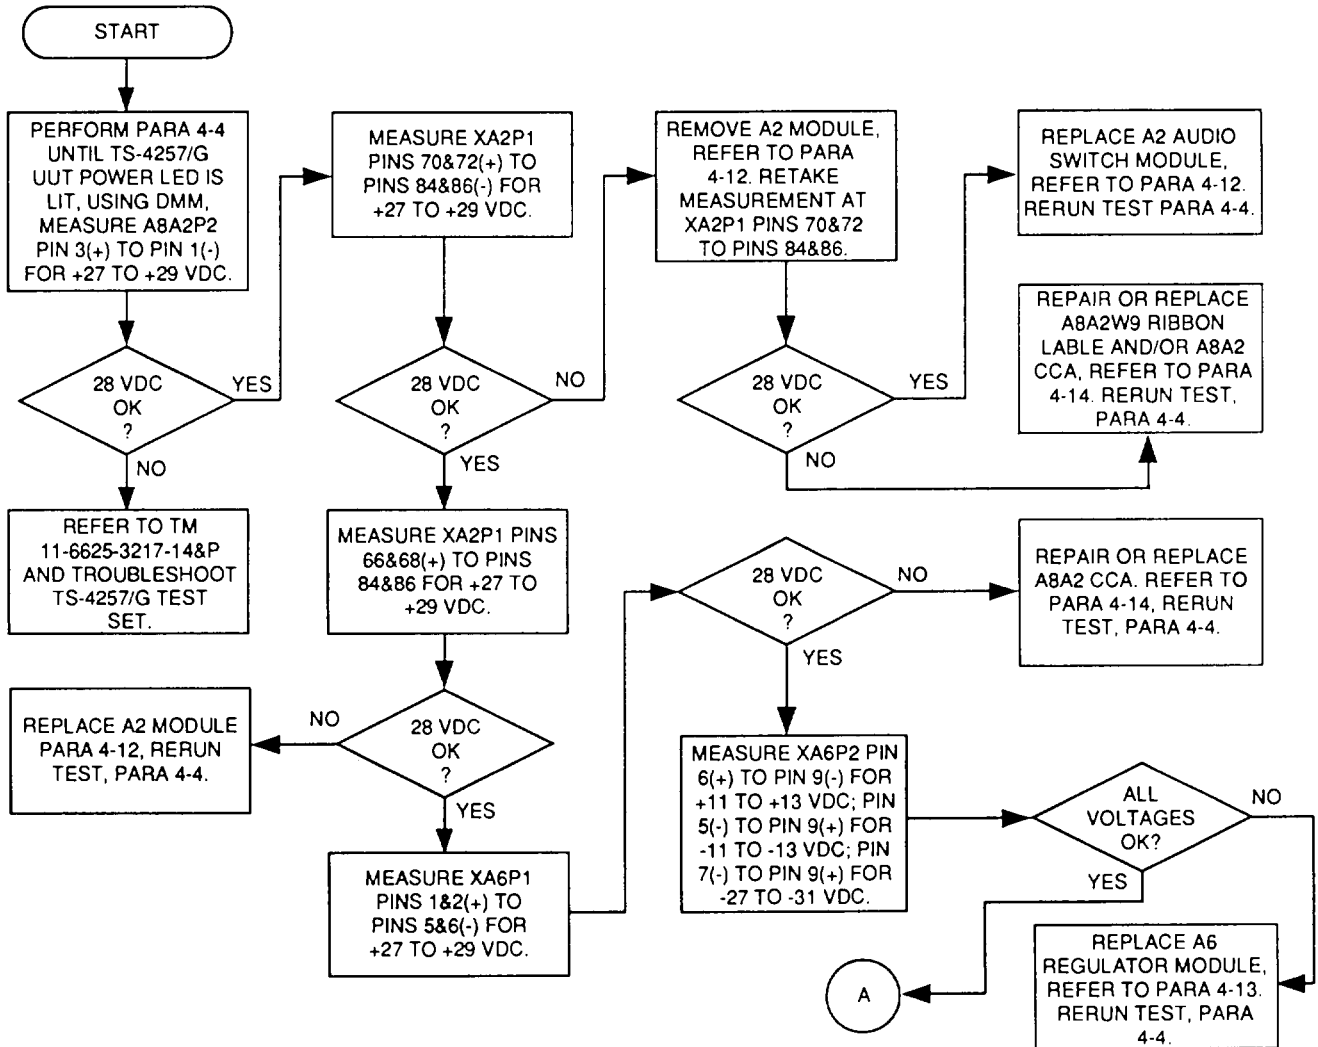 START
PERFORM PARA 4-4
UNTIL TS-4257/G
UUT POWER LED IS
LIT, USING DMM,
MEASURE A8A2P2
PIN 3(+) TO PIN 1(-)
FOR +27 TO +29 VDC.
28 VDC
OK
?
YES
NO
REFER TO TM
11-6625-3217-14&P
AND TROUBLESHOOT
TS-4257/G TEST
SET.
MEASURE XA2P1
PINS 70&72(+) TO
PINS 84&86(-) FOR
+27 TO +29 VDC.
28 VDC
OK
?
NO
YES
REMOVE A2 MODULE,
REFER TO PARA
4-12. RETAKE
MEASUREMENT AT
XA2P1 PINS 70&72
TO PINS 84&86.
28 VDC
OK
?
YES
NO
REPLACE A2 AUDIO
SWITCH MODULE,
REFER TO PARA 4-12.
RERUN TEST PARA 4-4.
REPAIR OR REPLACE
A8A2W9 RIBBON
LABLE AND/OR A8A2
CCA, REFER TO PARA
4-14. RERUN TEST,
PARA 4-4.
MEASURE XA2P1 PINS
66&68(+) TO PINS
84&86 FOR +27 TO
+29 VDC.
28 VDC
OK
?
NO
YES
REPLACE A2 MODULE
PARA 4-12, RERUN
TEST, PARA 4-4.
MEASURE XA6P1
PINS 1&2(+) TO
PINS 5&6(-) FOR
+27 TO +29 VDC.
28 VDC
OK
?
NO
YES
REPAIR OR REPLACE
A8A2 CCA. REFER TO
PARA 4-14, RERUN
TEST, PARA 4-4.
MEASURE XA6P2 PIN
6(+) TO PIN 9(-) FOR
+11 TO +13 VDC; PIN
5(-) TO PIN 9(+) FOR
-11 TO -13 VDC; PIN
7(-) TO PIN 9(+) FOR
-27 TO -31 VDC.
ALL
VOLTAGES
OK?
NO
YES
A
REPLACE A6
REGULATOR MODULE,
REFER TO PARA 4-13.
RERUN TEST, PARA
4-4.